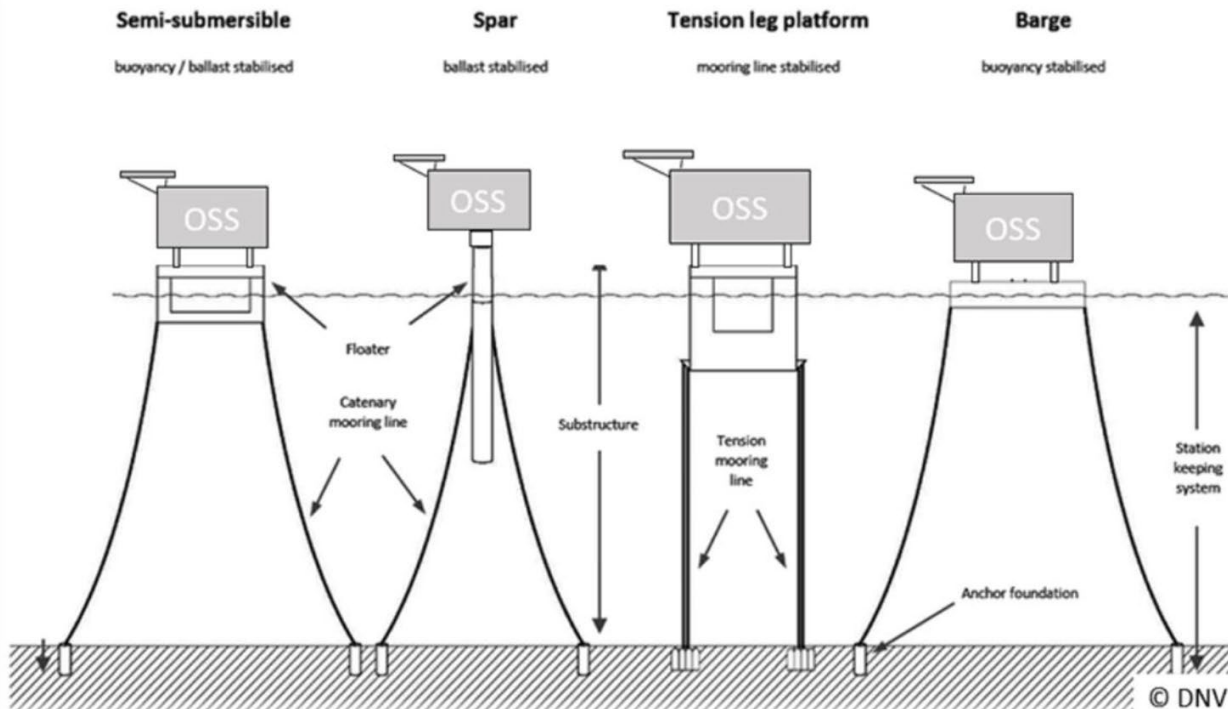 Semi-submersible
Spar
Tension leg platform
Barge
buoyancy / ballast stabilised
ballast stabilised
mooring line stabilised
buoyancy stabilised
OSS
OSS
OSS
OSS
Floater
Catenary
mooring line
Substructure
Tension
mooring
line
Station
keeping
system
Anchor foundation
© DNV